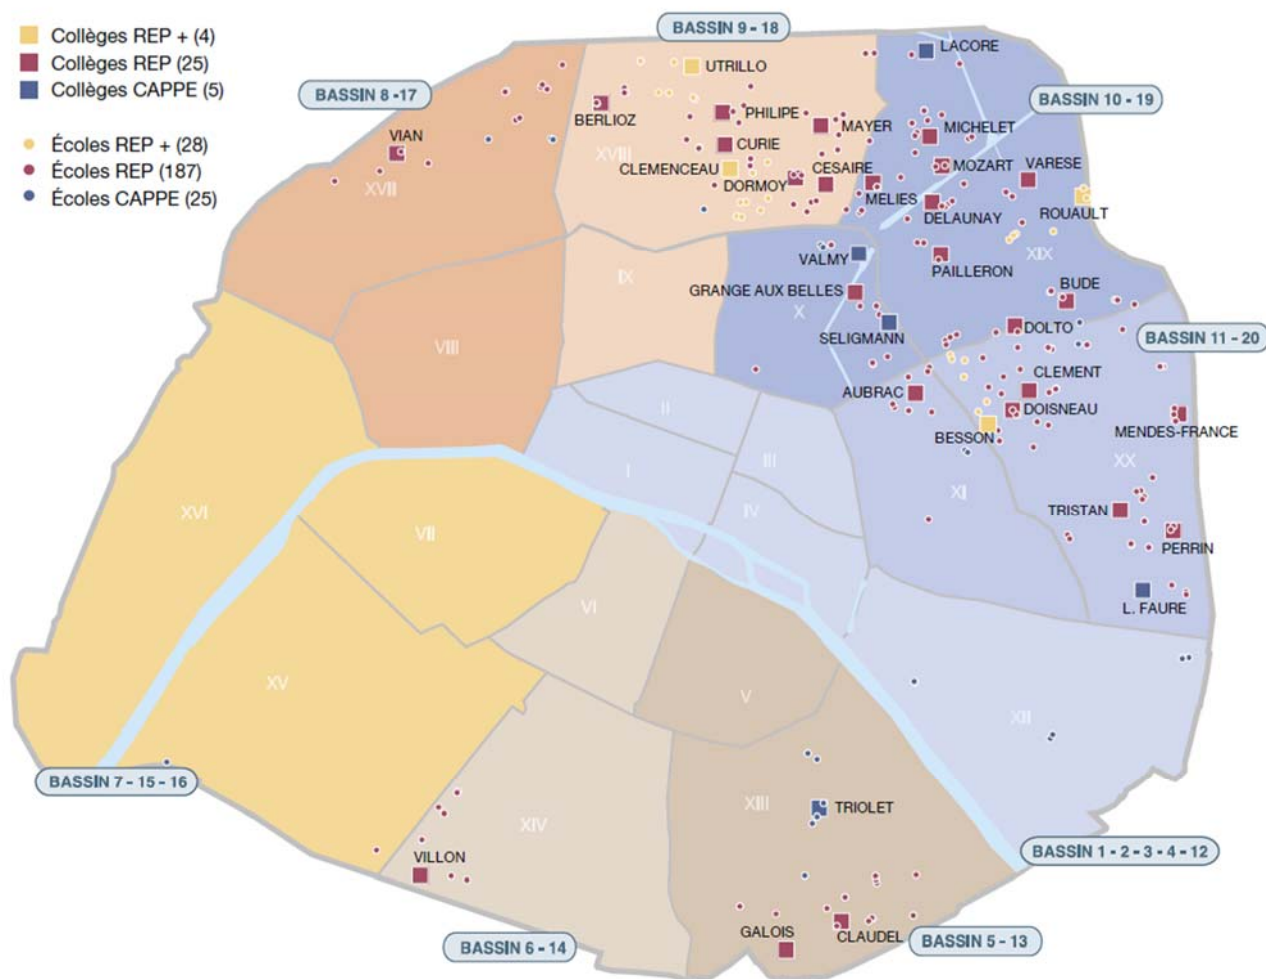 Collèges REP + (4)
Collèges REP (25)
Collèges CAPPE (5)
Écoles REP + (28)
Écoles REP (187)
Écoles CAPPE (25)
BASSIN 9 - 18
BASSIN 8 -17
BASSIN 10 - 19
LACORE
UTRILLO
BERLIOZ
PHILIPE
MAYER
MICHELET
VIAN
CURIE
XVIII
CLEMENCEAU
CESAIRE
MOZART
VARESE
DORMOY
XVII
MELIES
DELAUNAY
ROUAULT
VALMY
PAILLERON
XIX
IX
GRANGE AUX BELLES
BUDE
X
SELIGMANN
DOLTO
BASSIN 11 - 20
VIII
CLEMENT
AUBRAC
DOISNEAU
II
BESSON
MENDES-FRANCE
III
XX
I
XI
XVI
IV
TRISTAN
VII
PERRIN
VI
L. FAURE
XV
V
XII
BASSIN 7 - 15 - 16
XIII
TRIOLET
XIV
VILLON
BASSIN 1 - 2 - 3 - 4 - 12
GALOIS
CLAUDEL
BASSIN 6 - 14
BASSIN 5 - 13